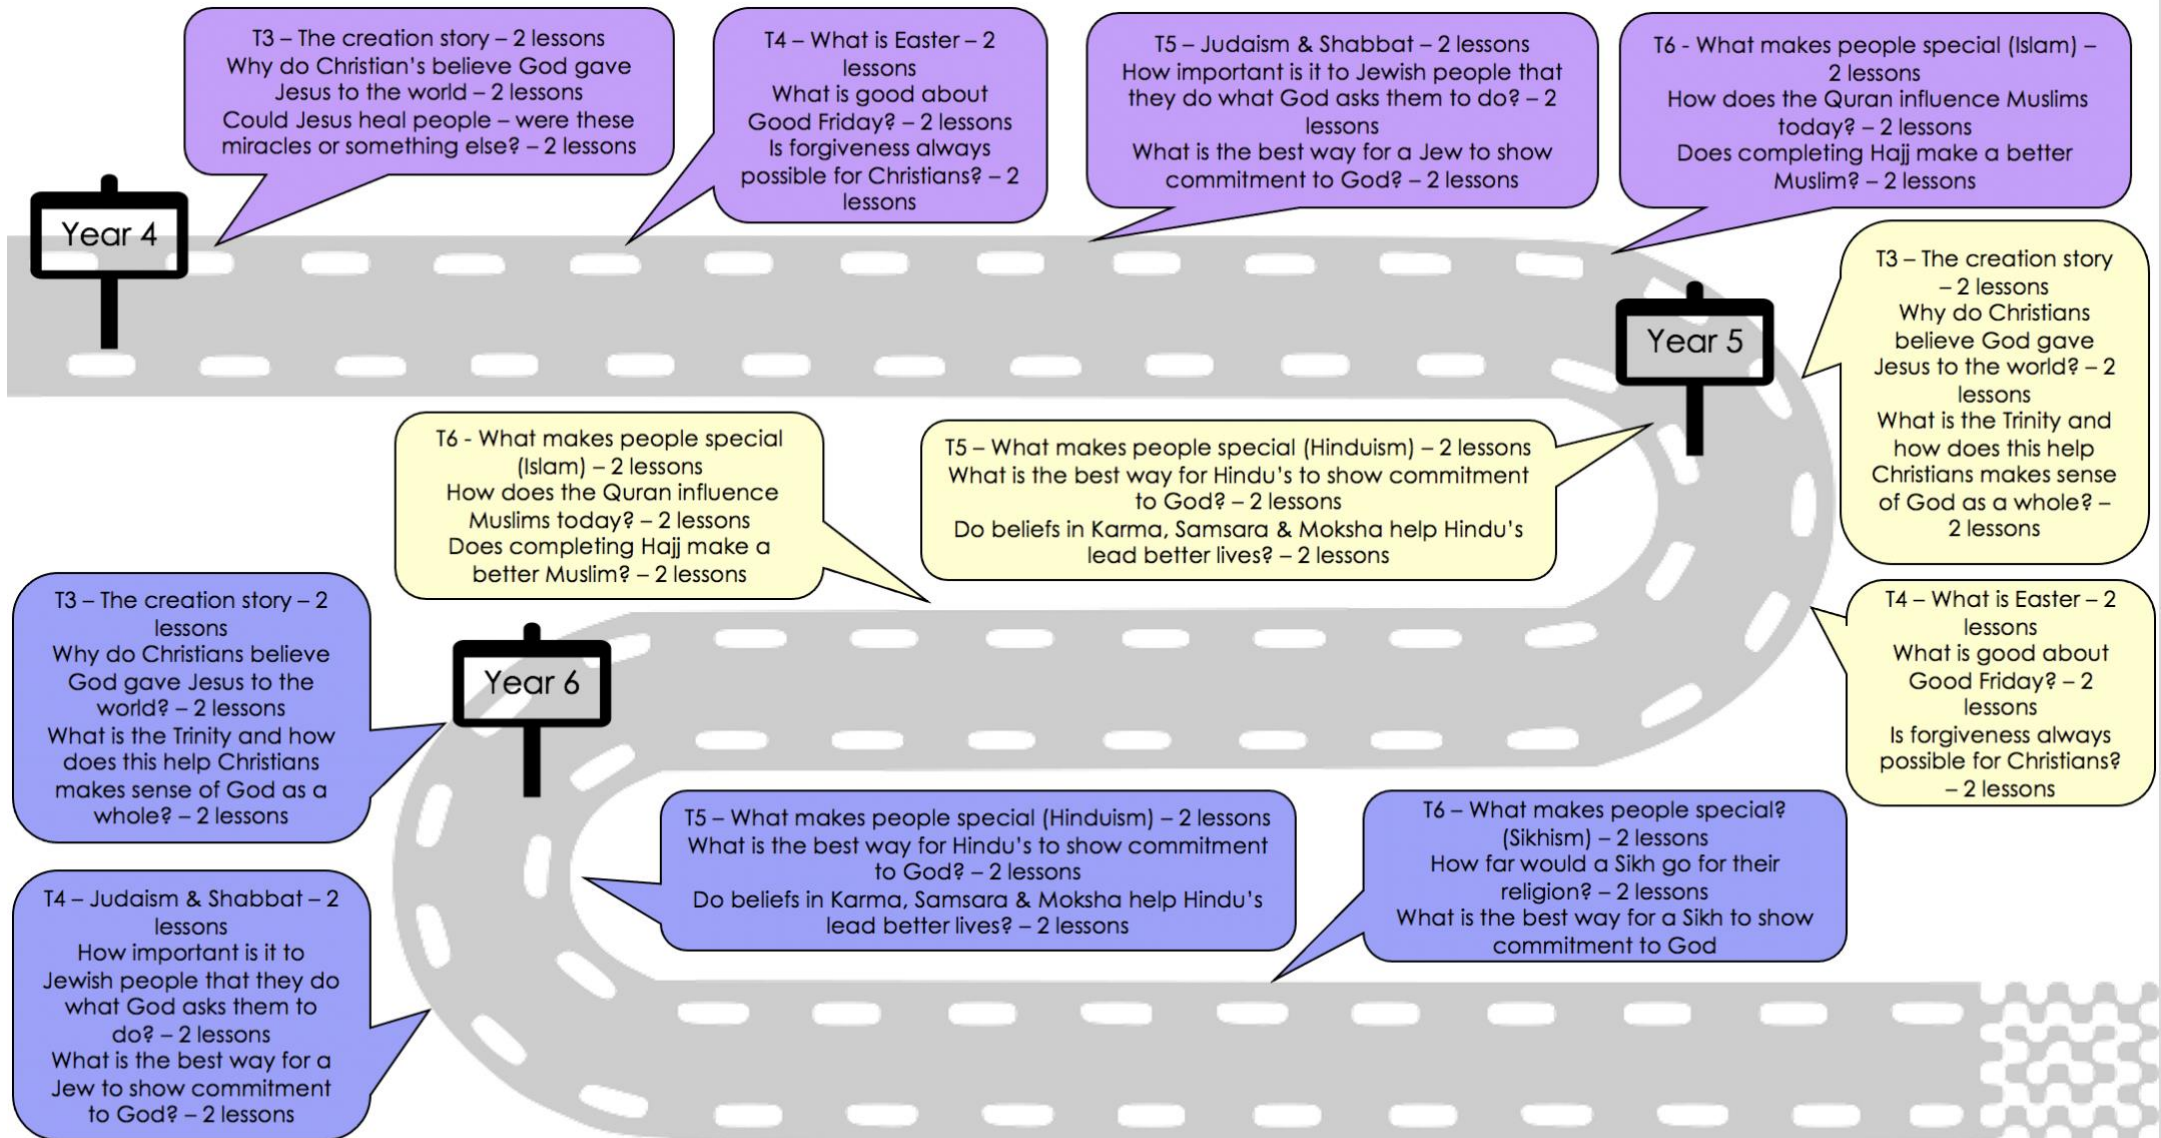 Year 4
T3 – The creation story – 2 lessons
Why do Christian's believe God gave
Jesus to the world – 2 lessons
Could Jesus heal people – were these
miracles or something else? – 2 lessons
T4 – What is Easter – 2
lessons
What is good about
Good Friday? – 2 lessons
Is forgiveness always
possible for Christians? – 2
lessons
T5 – Judaism & Shabbat – 2 lessons
How important is it to Jewish people that
they do what God asks them to do? – 2
lessons
What is the best way for a Jew to show
commitment to God? – 2 lessons
T6 - What makes people special (Islam) –
2 lessons
How does the Quran influence Muslims
today? – 2 lessons
Does completing Hajj make a better
Muslim? – 2 lessons
Year 5
T3 – The creation story
– 2 lessons
Why do Christians
believe God gave
Jesus to the world? – 2
lessons
What is the Trinity and
how does this help
Christians makes sense
of God as a whole? –
2 lessons
T4 – What is Easter – 2
lessons
What is good about
Good Friday? – 2
lessons
Is forgiveness always
possible for Christians?
– 2 lessons
T5 – What makes people special (Hinduism) – 2 lessons
What is the best way for Hindu's to show commitment
to God? – 2 lessons
Do beliefs in Karma, Samsara & Moksha help Hindu's
lead better lives? – 2 lessons
T6 - What makes people special
(Islam) – 2 lessons
How does the Quran influence
Muslims today? – 2 lessons
Does completing Hajj make a
better Muslim? – 2 lessons
Year 6
T3 – The creation story – 2
lessons
Why do Christians believe
God gave Jesus to the
world? – 2 lessons
What is the Trinity and how
does this help Christians
makes sense of God as a
whole? – 2 lessons
T4 – Judaism & Shabbat – 2
lessons
How important is it to
Jewish people that they do
what God asks them to
do? – 2 lessons
What is the best way for a
Jew to show commitment
to God? – 2 lessons
T5 – What makes people special (Hinduism) – 2 lessons
What is the best way for Hindu's to show commitment
to God? – 2 lessons
Do beliefs in Karma, Samsara & Moksha help Hindu's
lead better lives? – 2 lessons
T6 – What makes people special?
(Sikhism) – 2 lessons
How far would a Sikh go for their
religion? – 2 lessons
What is the best way for a Sikh to show
commitment to God